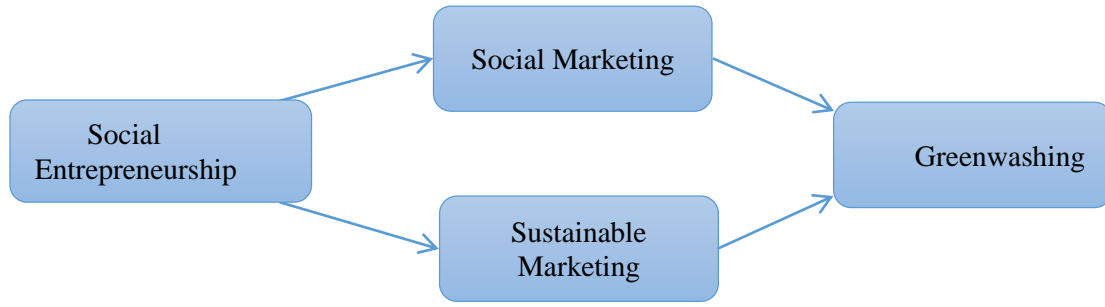 Social Marketing
Social
Entrepreneurship
Greenwashing
Sustainable
Marketing